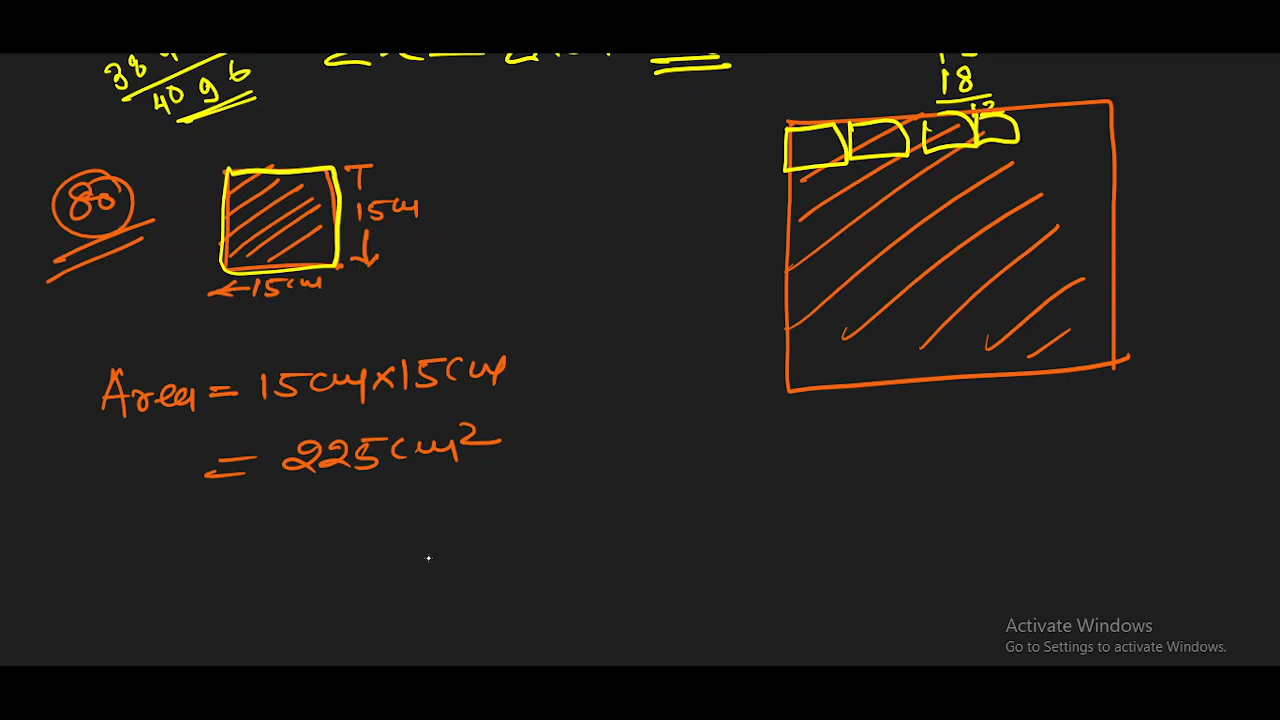 4096
18
80
15cm
15cm
Area = 15cm×15cm
= 225cm²
Activate Windows
Go to Settings to activate Windows.